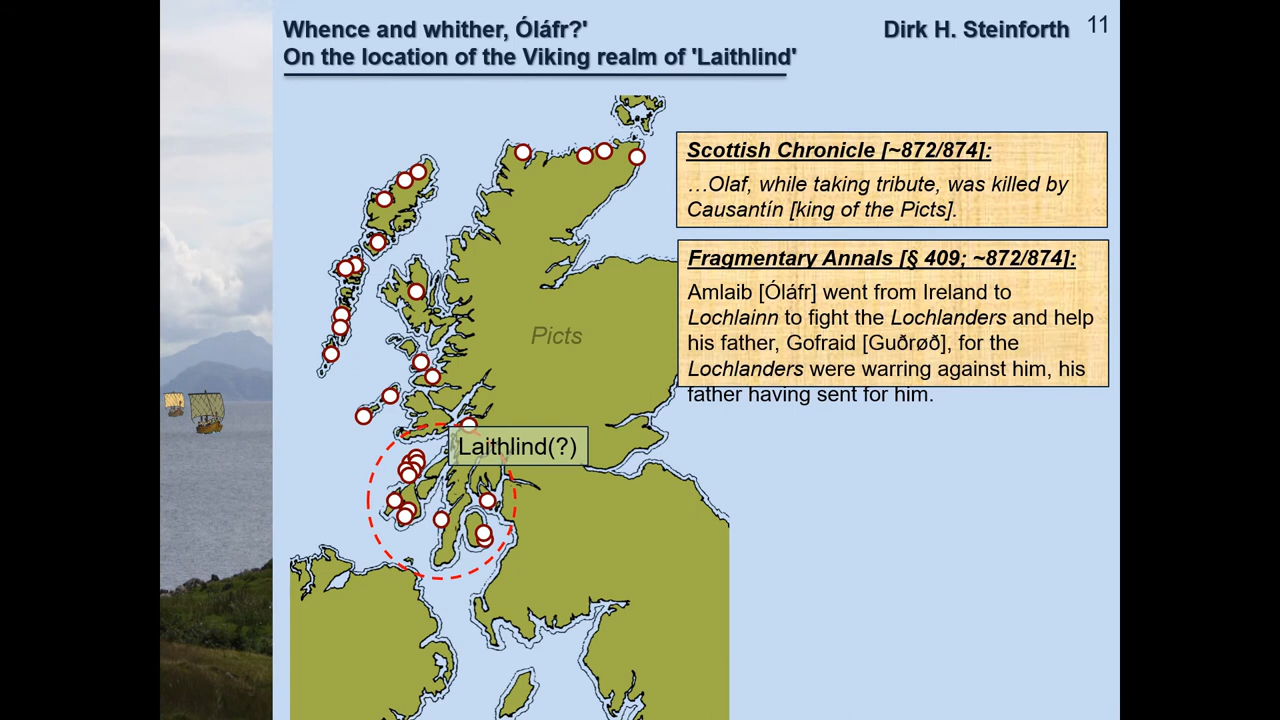 Whence and whither, Óláfr?'
On the location of the Viking realm of 'Laithlind'
Dirk H. Steinforth
11
Scottish Chronicle [~872/874]:
…Olaf, while taking tribute, was killed by
Causantín [king of the Picts].
Fragmentary Annals [§ 409; ~872/874]:
Amlaib [Óláfr] went from Ireland to
Lochlainn to fight the Lochlanders and help
his father, Gofraid [Guðrøð], for the
Lochlanders were warring against him, his
father having sent for him.
Picts
Laithlind(?)